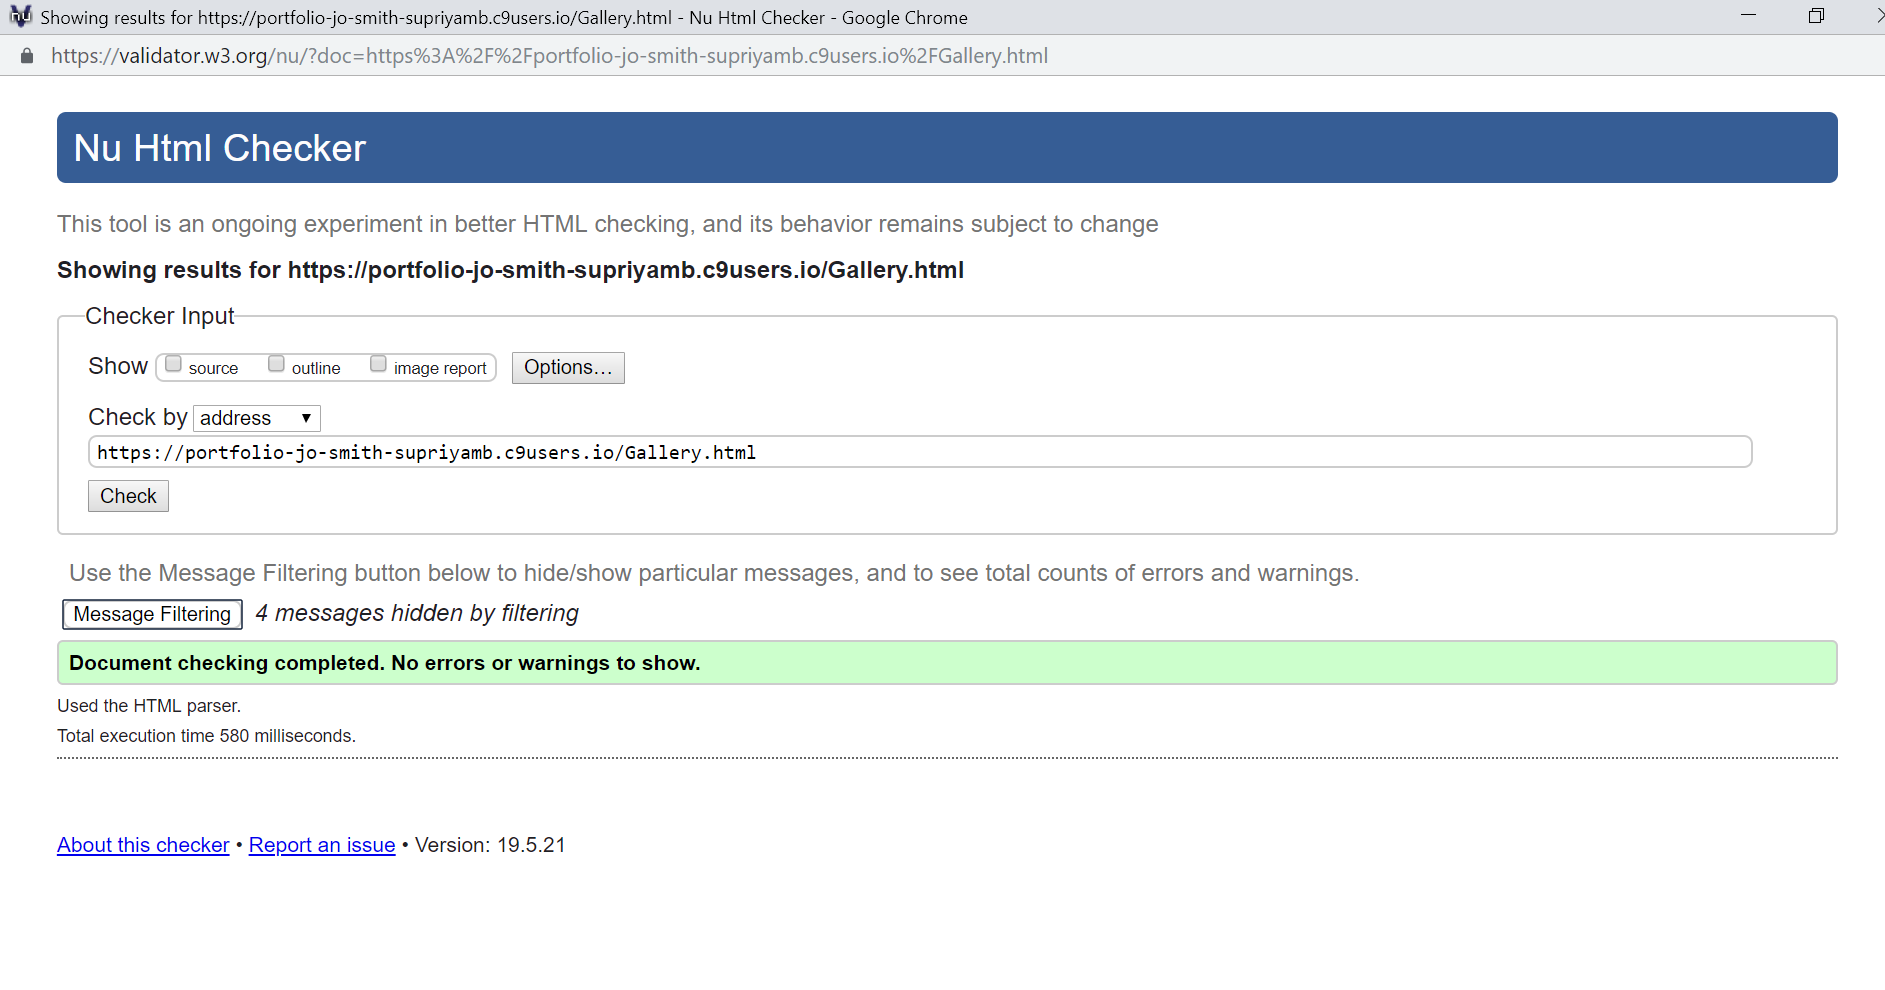 Showing results for https://portfolio-jo-smith-supriyamb.c9users.io/Gallery.html - Nu Html Checker - Google Chrome
https://validator.w3.org/nu/?doc=https%3A%2F%2Fportfolio-jo-smith-supriyamb.c9users.io%2FGallery.html
Nu Html Checker
This tool is an ongoing experiment in better HTML checking, and its behavior remains subject to change
Showing results for https://portfolio-jo-smith-supriyamb.c9users.io/Gallery.html
Checker Input
Show source outline image report Options...
Check by address
https://portfolio-jo-smith-supriyamb.c9users.io/Gallery.html
Check
Use the Message Filtering button below to hide/show particular messages, and to see total counts of errors and warnings.
Message Filtering 4 messages hidden by filtering
Document checking completed. No errors or warnings to show.
Used the HTML parser.
Total execution time 580 milliseconds.
About this checker • Report an issue • Version: 19.5.21